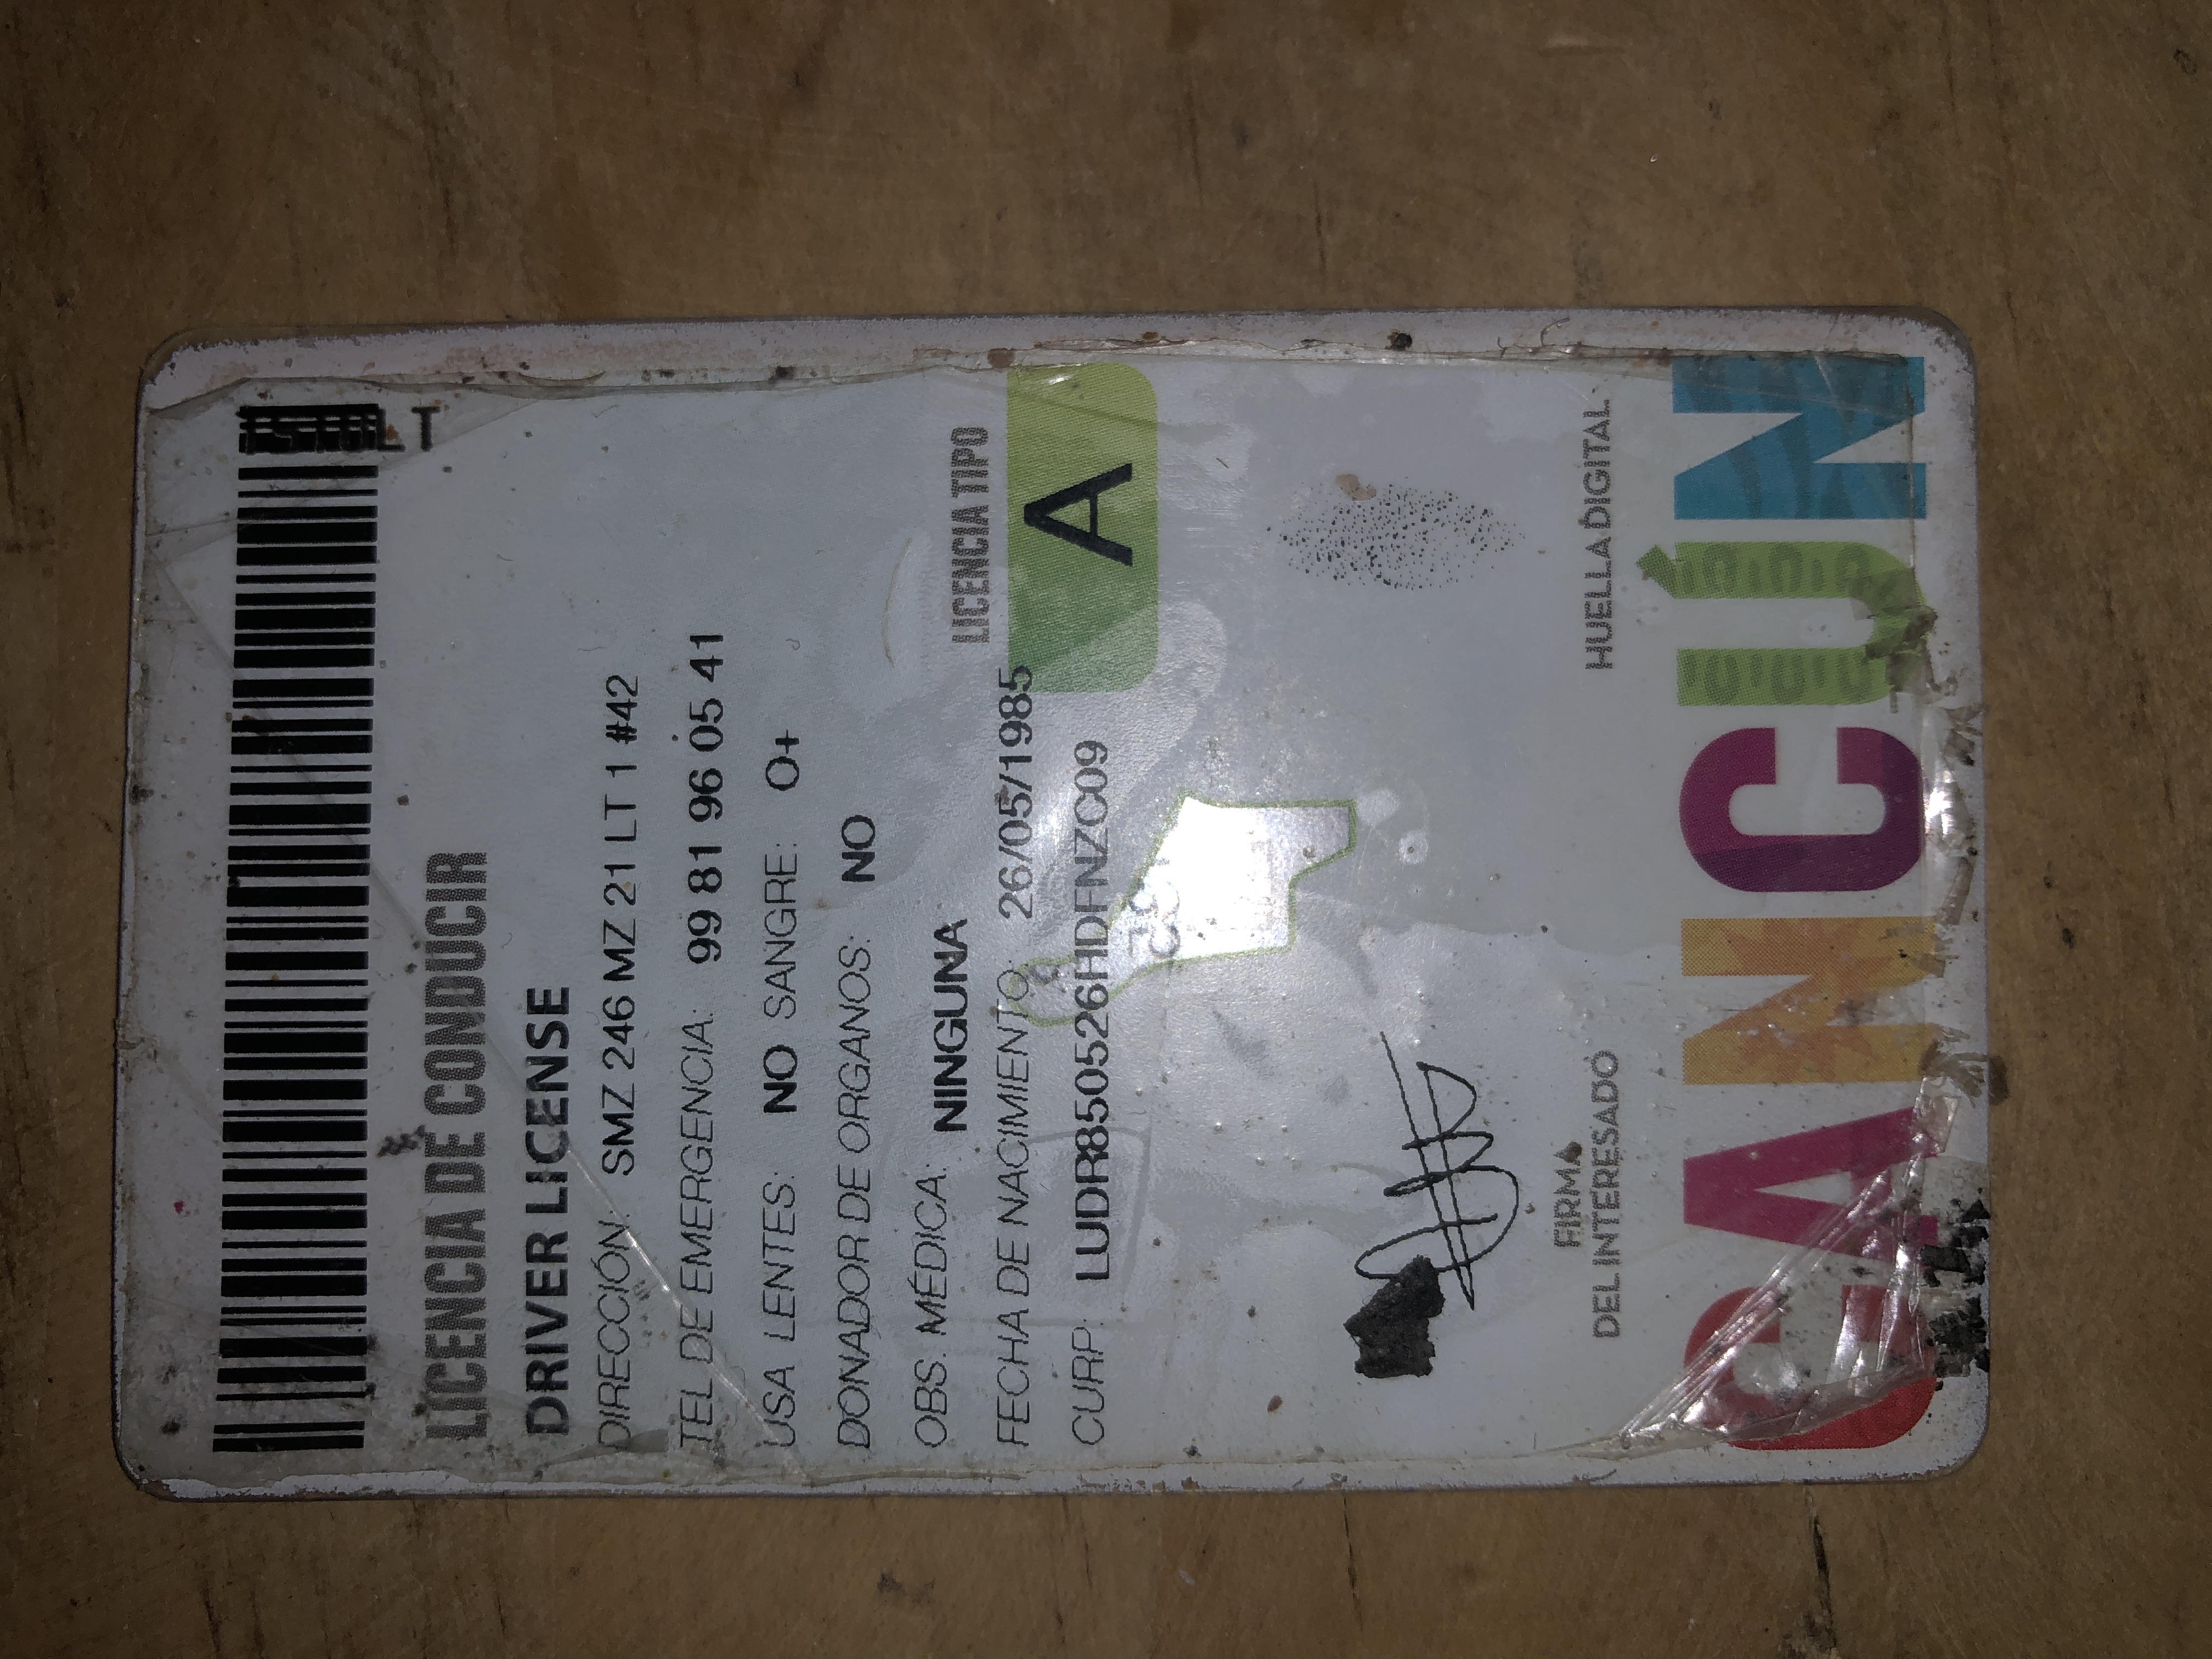 LICENCIA DE CONDUCIR
DRIVER LICENSE
DIRECCIÓN: SMZ 246 MZ 21 LT 1 #42
TEL DE EMERGENCIA: 99 81 96 05 41
USA LENTES: NO SANGRE: O+
DONADOR DE ORGANOS: NO
OBS. MÉDICA: NINGUNA
LICENCIA TIPO
A
FECHA DE NACIMIENTO: 26/05/1985
CURP: LUDR850526HDFNZC09
FIRMA
DEL INTERESADO
HUELLA DIGITAL
CANCÚN